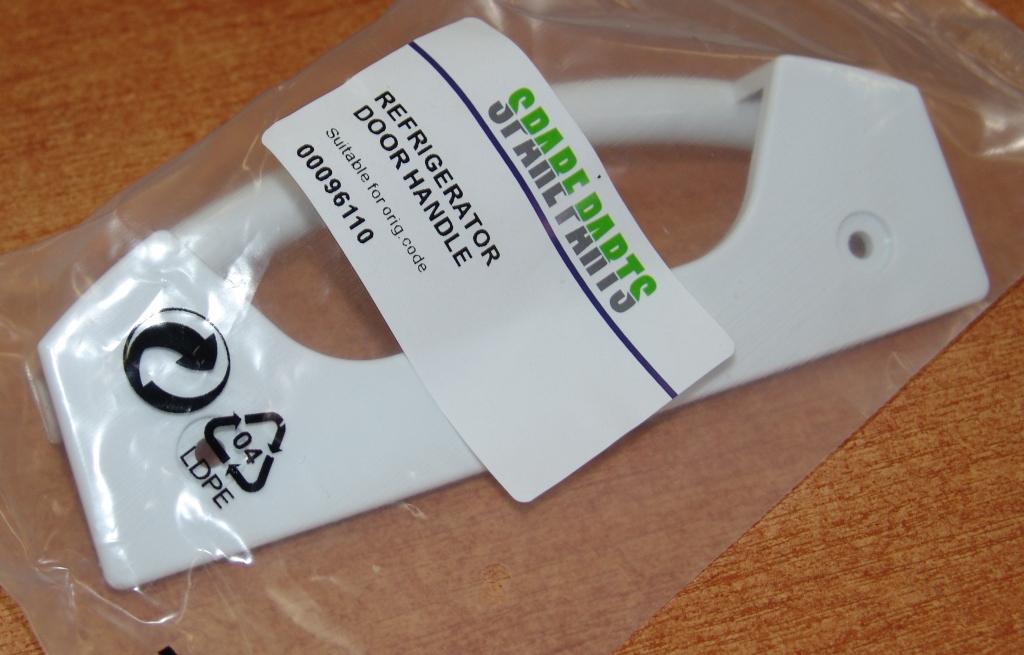 SPARE PARTS
REFRIGERATOR
DOOR HANDLE
Suitable for orig.code
00096110
04
LDPE